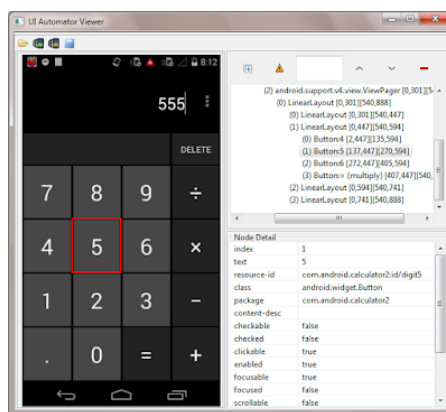 UI Automator Viewer
8:12
555
DELETE
7 8 9 ÷
4 5 6 ×
1 2 3 −
. 0 = +
(2) android.support.v4.view.ViewPager [0,301][5
(0) LinearLayout [0,301][540,888]
(0) LinearLayout [0,301][540,447]
(1) LinearLayout [0,447][540,594]
(0) Button:4 [2,447][135,594]
(1) Button:5 [137,447][270,594]
(2) Button:6 [272,447][405,594]
(3) Button:× {multiply} [407,447][540,
(2) LinearLayout [0,594][540,741]
(3) LinearLayout [0,741][540,888]
Node Detail
index 1
text 5
resource-id com.android.calculator2:id/digit5
class android.widget.Button
package com.android.calculator2
content-desc
checkable false
checked false
clickable true
enabled true
focusable true
focused false
scrollable false